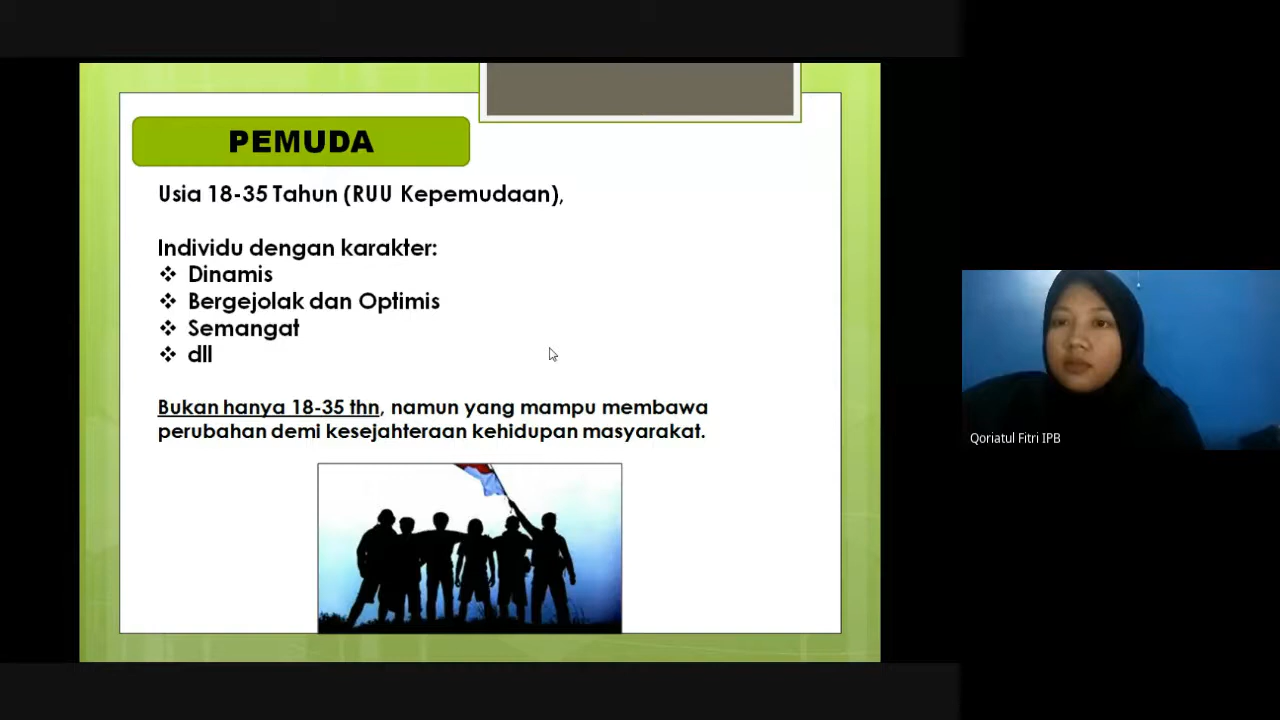 PEMUDA
Usia 18-35 Tahun (RUU Kepemudaan),
Individu dengan karakter:
❖ Dinamis
❖ Bergejolak dan Optimis
❖ Semangat
❖ dll
Bukan hanya 18-35 thn, namun yang mampu membawa
perubahan demi kesejahteraan kehidupan masyarakat.
Qoriatul Fitri IPB